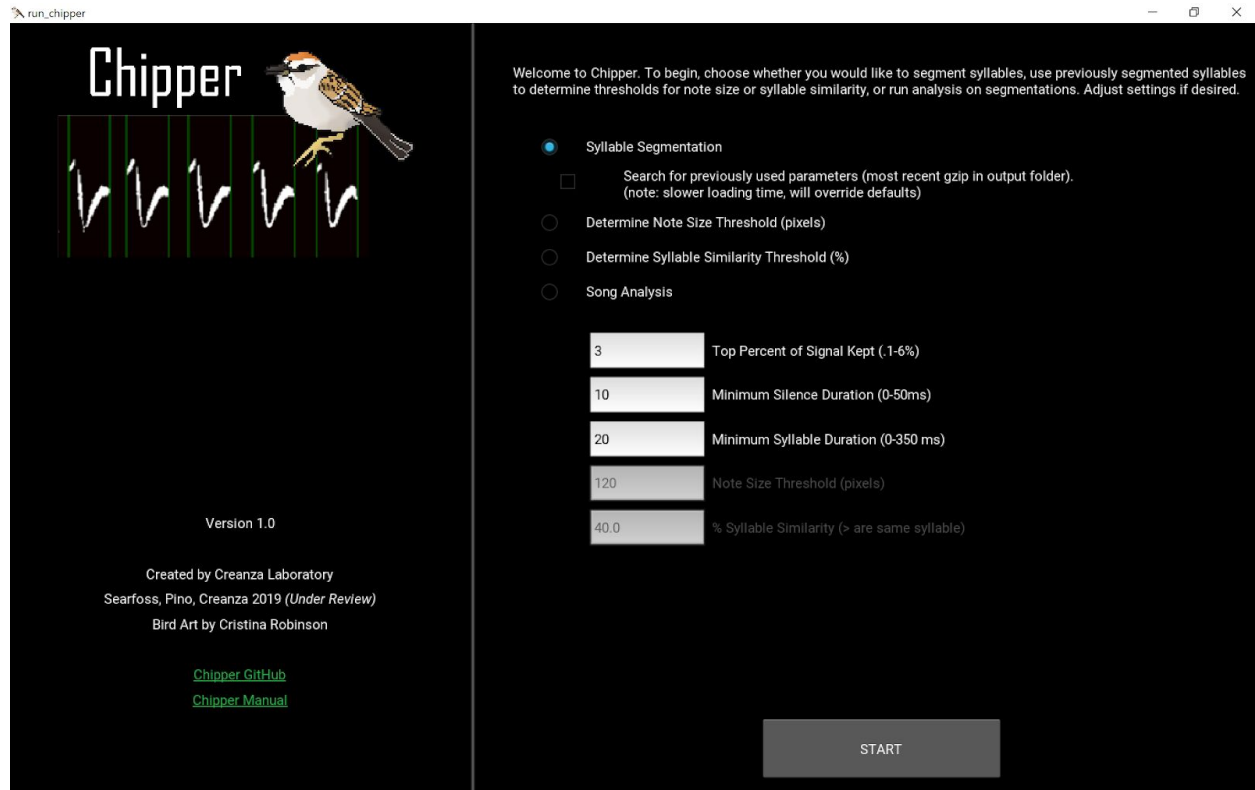 run_chipper
Chipper
Version 1.0
Created by Creanza Laboratory
Searfoss, Pino, Creanza 2019 (Under Review)
Bird Art by Cristina Robinson
Chipper GitHub
Chipper Manual
Welcome to Chipper. To begin, choose whether you would like to segment syllables, use previously segmented syllables
to determine thresholds for note size or syllable similarity, or run analysis on segmentations. Adjust settings if desired.
Syllable Segmentation
Search for previously used parameters (most recent gzip in output folder).
(note: slower loading time, will override defaults)
Determine Note Size Threshold (pixels)
Determine Syllable Similarity Threshold (%)
Song Analysis
3 Top Percent of Signal Kept (.1-6%)
10 Minimum Silence Duration (0-50ms)
20 Minimum Syllable Duration (0-350 ms)
120 Note Size Threshold (pixels)
40.0 % Syllable Similarity (> are same syllable)
START